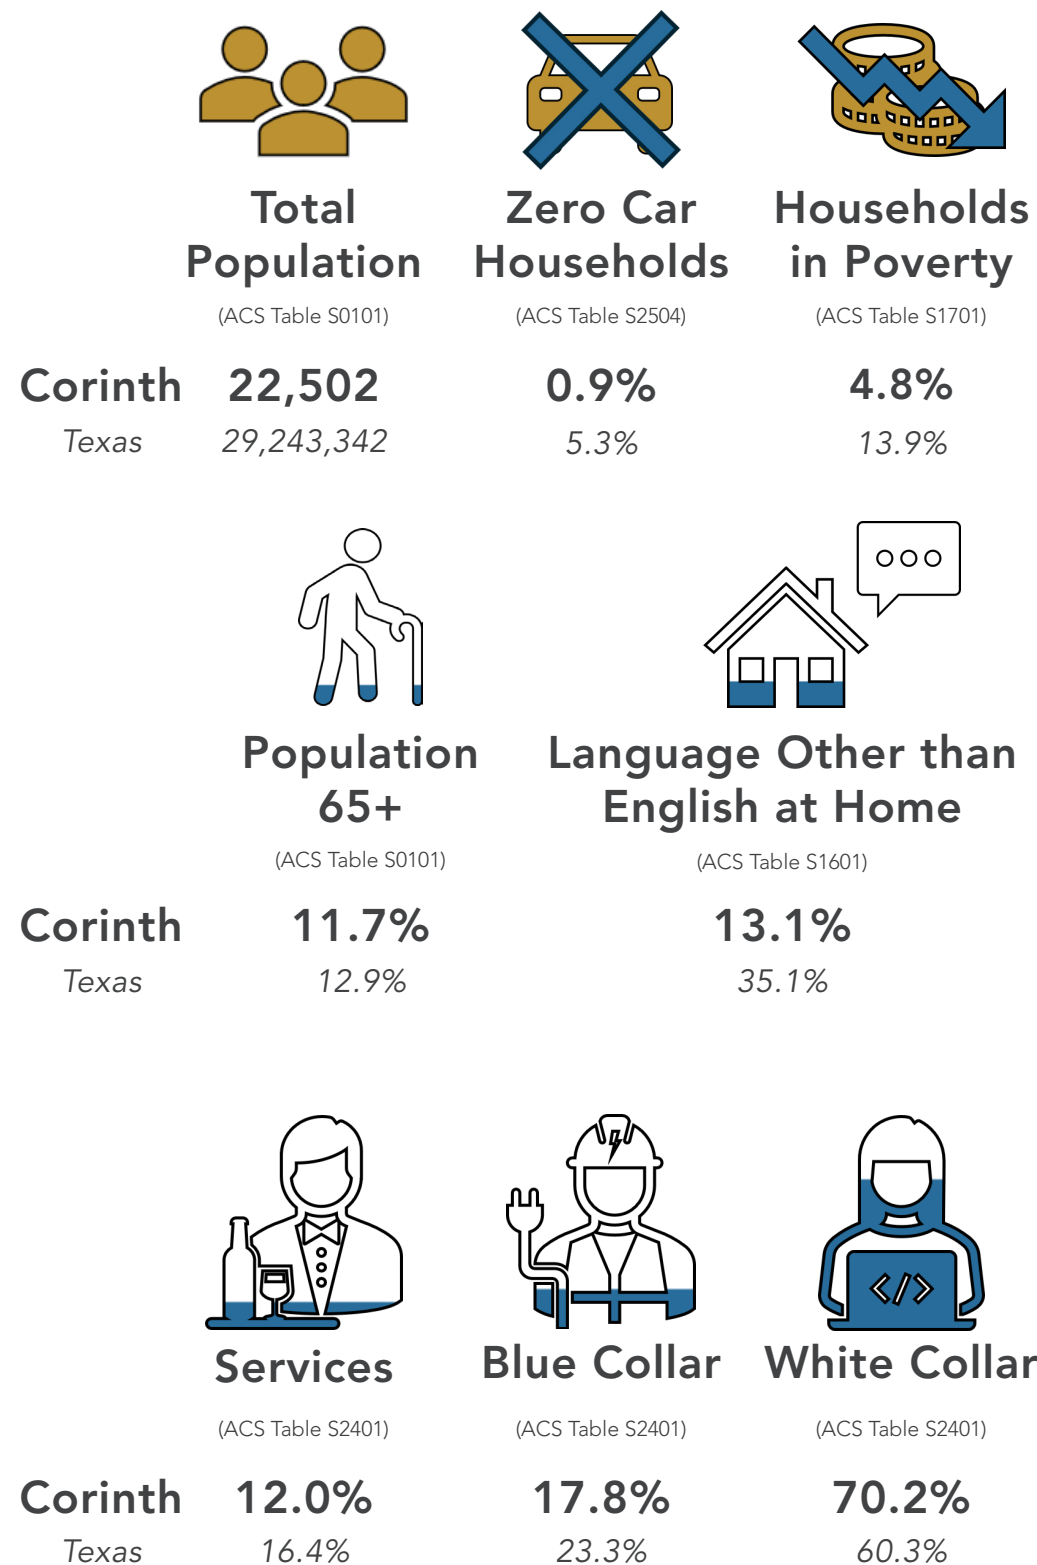 Total Population
Zero Car Households
Households in Poverty
(ACS Table S0101)
(ACS Table S2504)
(ACS Table S1701)
Corinth 22,502 0.9% 4.8%
Texas 29,243,342 5.3% 13.9%
Population 65+
Language Other than English at Home
(ACS Table S0101)
(ACS Table S1601)
Corinth 11.7% 13.1%
Texas 12.9% 35.1%
</>
Services Blue Collar White Collar
(ACS Table S2401) (ACS Table S2401) (ACS Table S2401)
Corinth 12.0% 17.8% 70.2%
Texas 16.4% 23.3% 60.3%